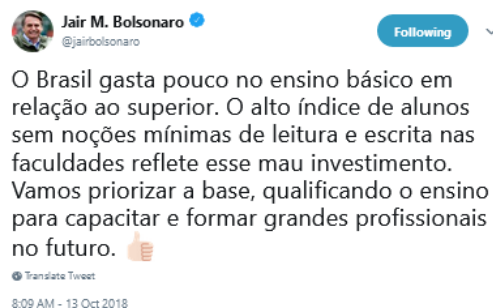 Jair M. Bolsonaro
@jairbolsonaro
Following
O Brasil gasta pouco no ensino básico em
relação ao superior. O alto índice de alunos
sem noções mínimas de leitura e escrita nas
faculdades reflete esse mau investimento.
Vamos priorizar a base, qualificando o ensino
para capacitar e formar grandes profissionais
no futuro. 👍🏻
Translate Tweet
8:09 AM - 13 Oct 2018